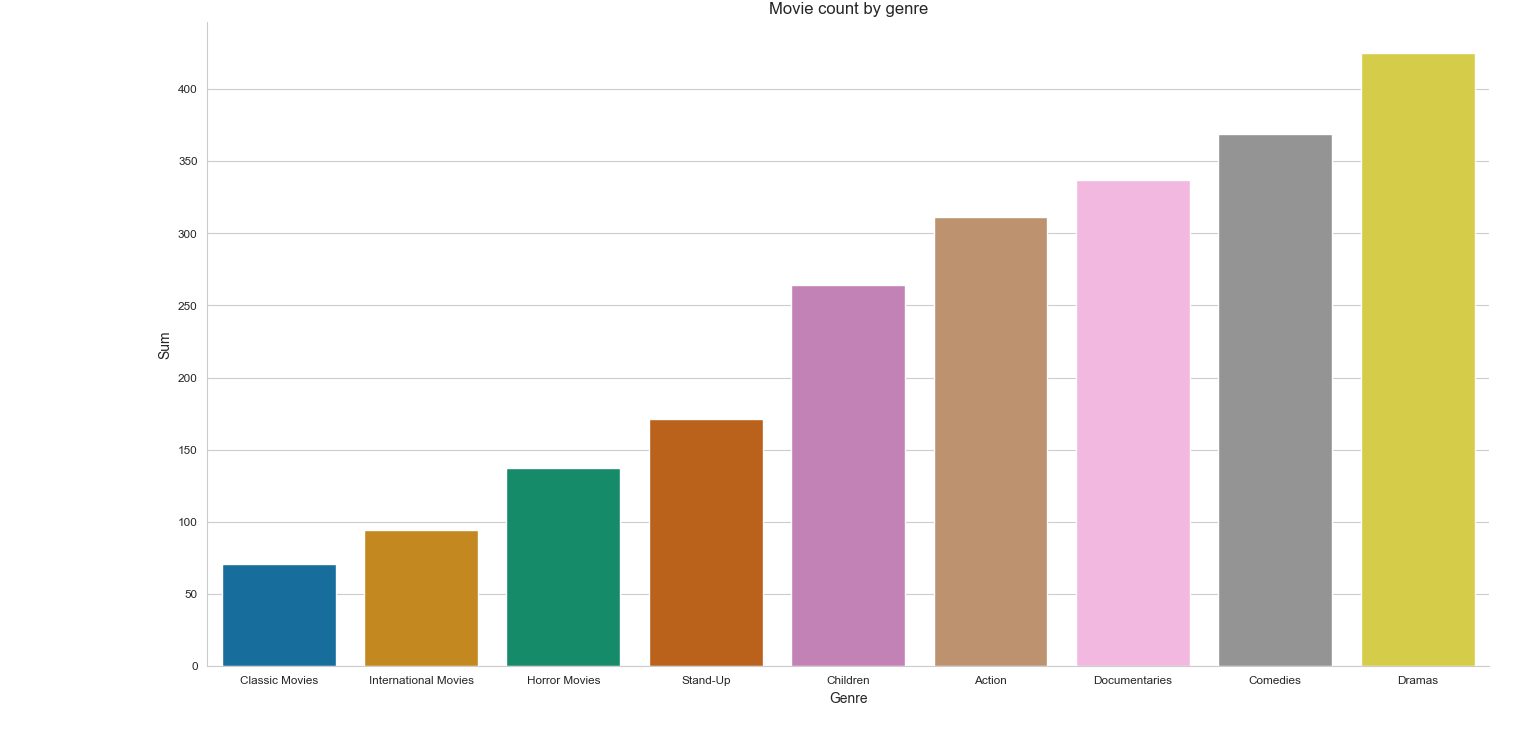 Movie count by genre
400
350
300
250
200
150
100
50
0
Sum
Classic Movies International Movies Horror Movies Stand-Up Children Action Documentaries Comedies Dramas
Genre